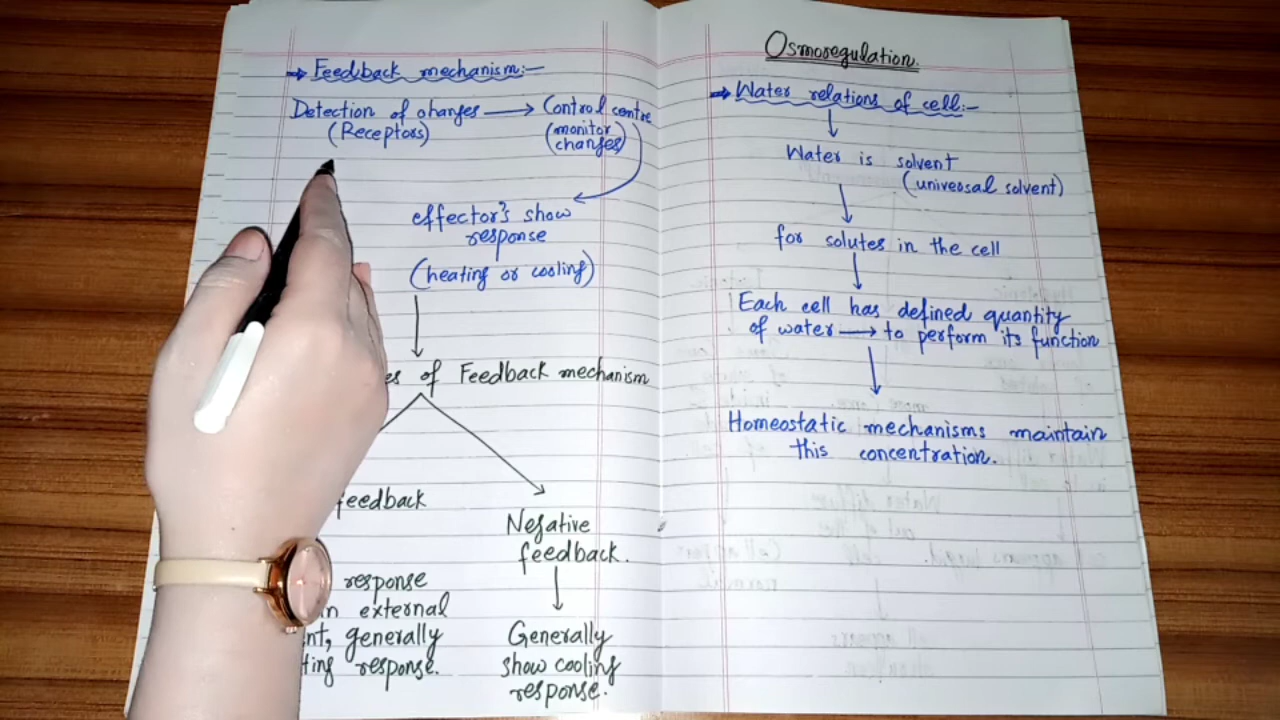 Feedback mechanism:-
Detection of changes → Control centre
(Receptors)
(monitor
changes)
effector's show
response
(heating or cooling)
of Feedback mechanism
feedback
Negative
feedback.
response
external
generally
response.
Generally
show cooling
response.
Osmoregulation.
Water relations of cell:-
Water is solvent
(universal solvent)
for solutes in the cell
Each cell has defined quantity
of water → to perform its function
Homeostatic mechanisms maintain
this concentration.